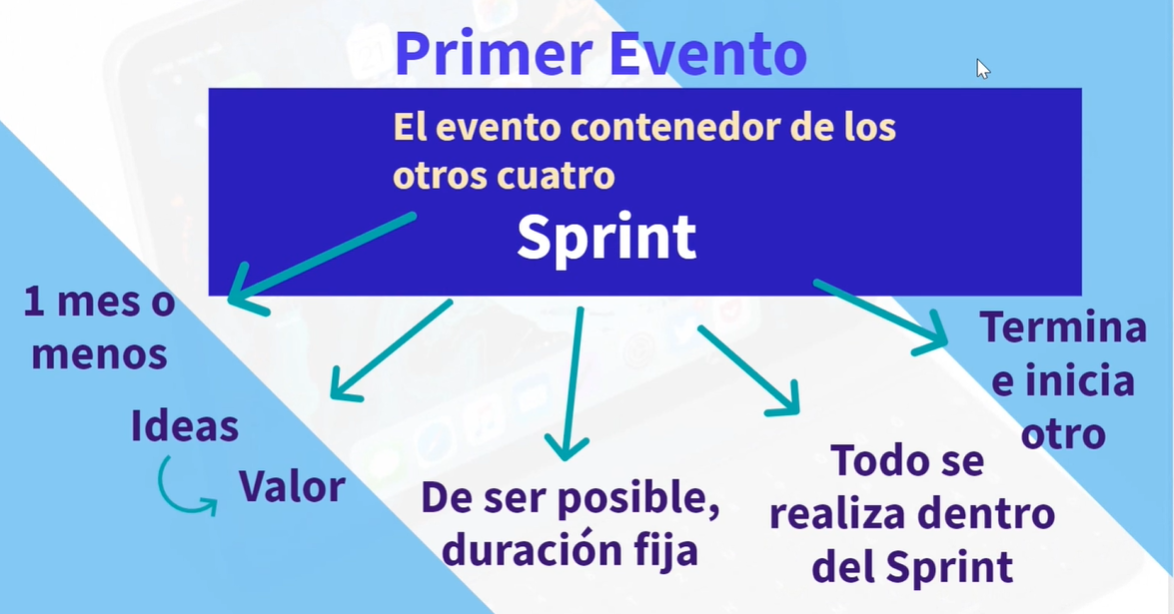 Primer Evento
El evento contenedor de los
otros cuatro
Sprint
1 mes o
menos
Ideas
Valor
De ser posible,
duración fija
Todo se
realiza dentro
del Sprint
Termina
e inicia
otro